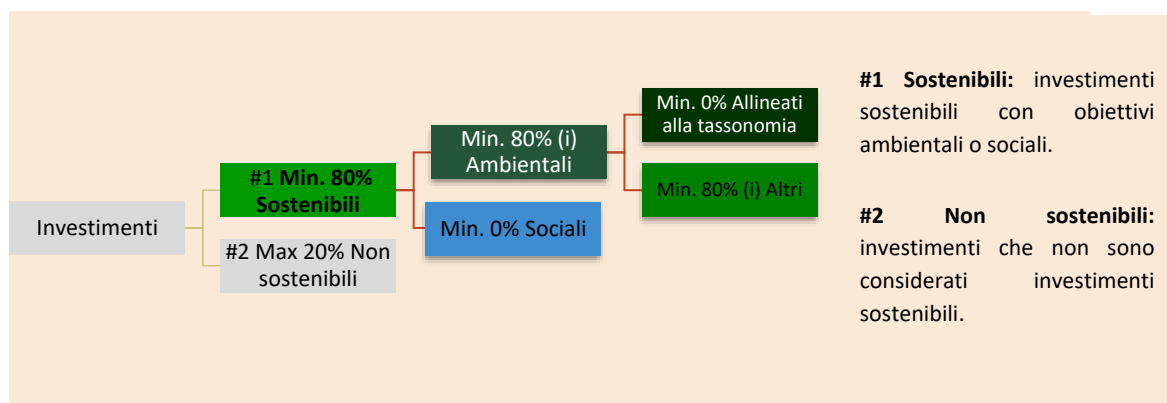 Investimenti
#1 Min. 80%
Sostenibili
#2 Max 20% Non
sostenibili
Min. 80% (i)
Ambientali
Min. 0% Sociali
Min. 0% Allineati
alla tassonomia
Min. 80% (i) Altri
#1 Sostenibili: investimenti
sostenibili con obiettivi
ambientali o sociali.
#2 Non sostenibili:
investimenti che non sono
considerati investimenti
sostenibili.